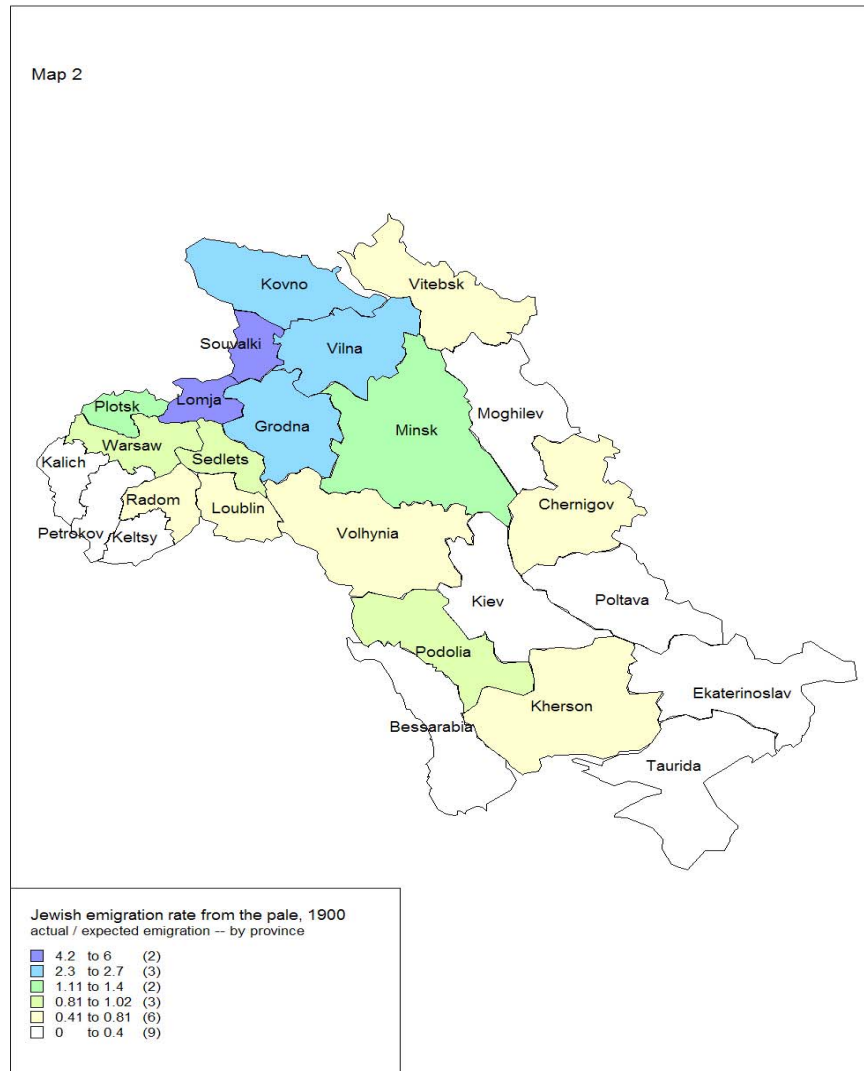 Map 2
Kovno
Vitebsk
Souvalki
Vilna
Lomja
Plotsk
Moghilev
Grodna
Minsk
Warsaw
Sedlets
Kalich
Radom
Loublin
Chernigov
Petrokov
Keltsy
Volhynia
Kiev
Poltava
Podolia
Ekaterinoslav
Kherson
Bessarabia
Taurida
Jewish emigration rate from the pale, 1900
actual / expected emigration -- by province
4.2 to 6 (2)
2.3 to 2.7 (3)
1.11 to 1.4 (2)
0.81 to 1.02 (3)
0.41 to 0.81 (6)
0 to 0.4 (9)